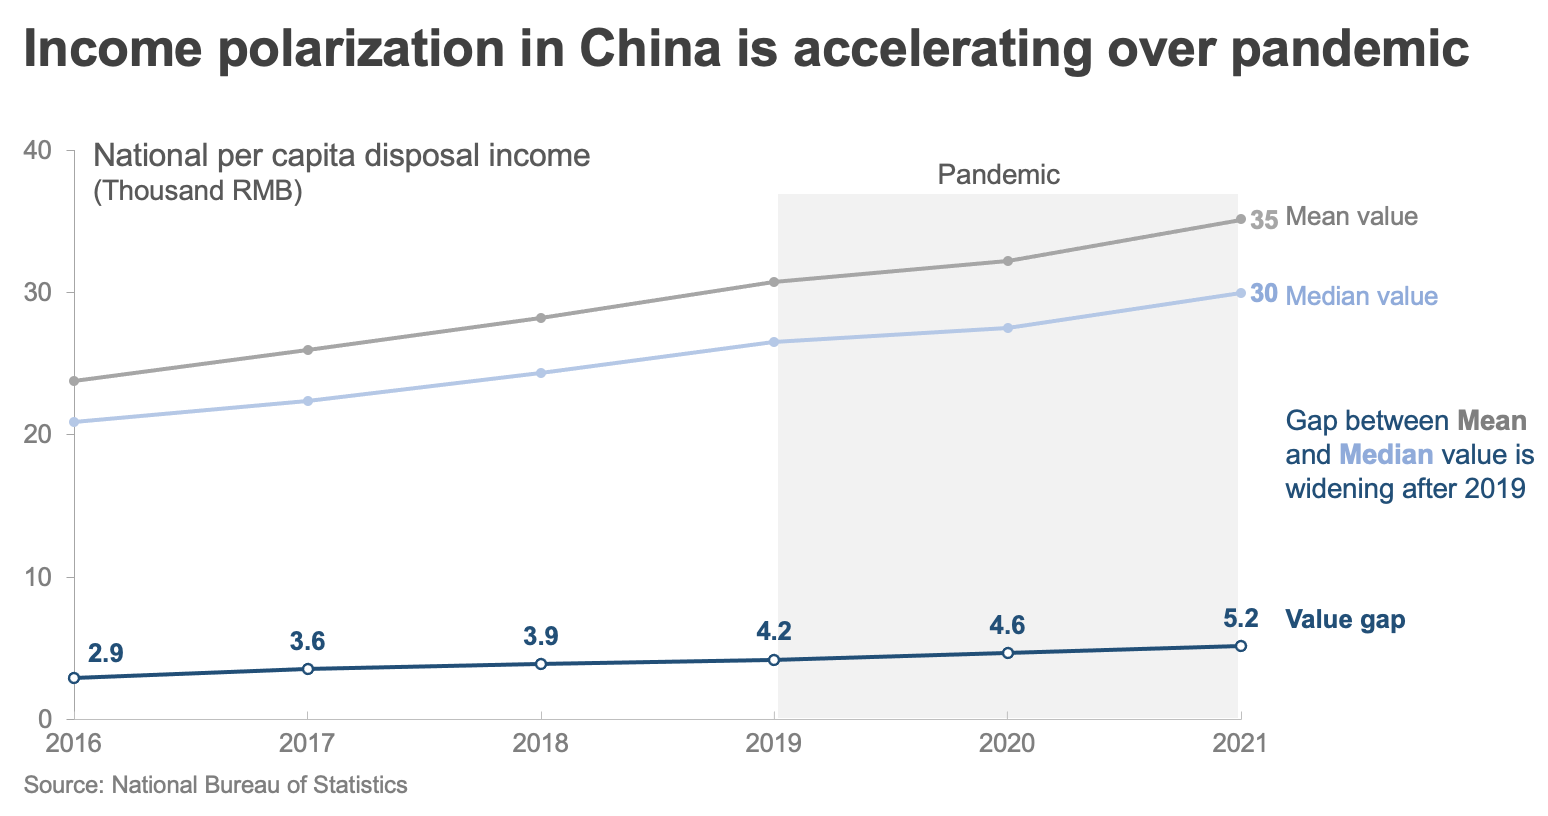 Income polarization in China is accelerating over pandemic
40
National per capita disposal income
(Thousand RMB)
Pandemic
35 Mean value
30
30 Median value
Gap between Mean
and Median value is
widening after 2019
20
10
2.9
3.6
3.9
4.2
4.6
5.2
Value gap
0
2016
2017
2018
2019
2020
2021
Source: National Bureau of Statistics